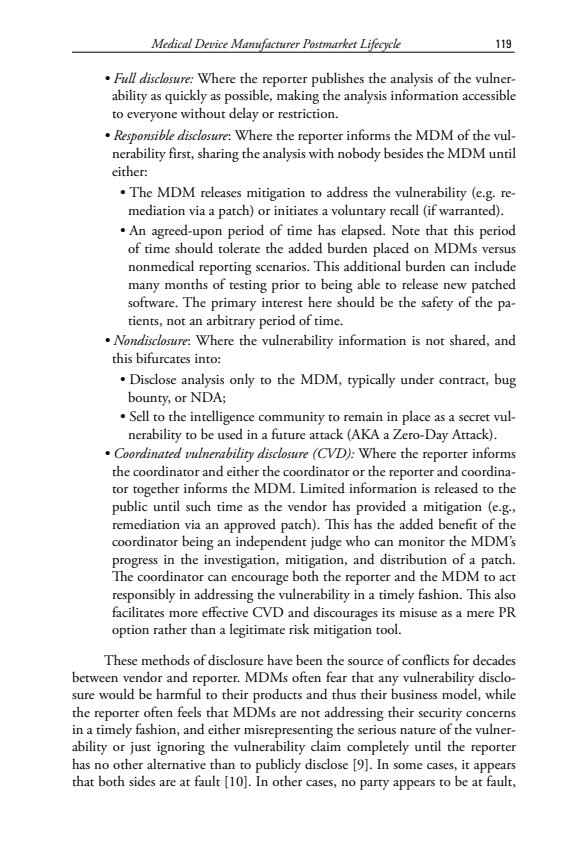 Medical Device Manufacturer Postmarket Lifecycle 119
• Full disclosure: Where the reporter publishes the analysis of the vulner-
ability as quickly as possible, making the analysis information accessible
to everyone without delay or restriction.
• Responsible disclosure: Where the reporter informs the MDM of the vul-
nerability first, sharing the analysis with nobody besides the MDM until
either:
• The MDM releases mitigation to address the vulnerability (e.g. re-
mediation via a patch) or initiates a voluntary recall (if warranted).
• An agreed-upon period of time has elapsed. Note that this period
of time should tolerate the added burden placed on MDMs versus
nonmedical reporting scenarios. This additional burden can include
many months of testing prior to being able to release new patched
software. The primary interest here should be the safety of the pa-
tients, not an arbitrary period of time.
• Nondisclosure: Where the vulnerability information is not shared, and
this bifurcates into:
• Disclose analysis only to the MDM, typically under contract, bug
bounty, or NDA;
• Sell to the intelligence community to remain in place as a secret vul-
nerability to be used in a future attack (AKA a Zero-Day Attack).
• Coordinated vulnerability disclosure (CVD): Where the reporter informs
the coordinator and either the coordinator or the reporter and coordina-
tor together informs the MDM. Limited information is released to the
public until such time as the vendor has provided a mitigation (e.g.,
remediation via an approved patch). This has the added benefit of the
coordinator being an independent judge who can monitor the MDM’s
progress in the investigation, mitigation, and distribution of a patch.
The coordinator can encourage both the reporter and the MDM to act
responsibly in addressing the vulnerability in a timely fashion. This also
facilitates more effective CVD and discourages its misuse as a mere PR
option rather than a legitimate risk mitigation tool.
These methods of disclosure have been the source of conflicts for decades
between vendor and reporter. MDMs often fear that any vulnerability disclo-
sure would be harmful to their products and thus their business model, while
the reporter often feels that MDMs are not addressing their security concerns
in a timely fashion, and either misrepresenting the serious nature of the vulner-
ability or just ignoring the vulnerability claim completely until the reporter
has no other alternative than to publicly disclose [9]. In some cases, it appears
that both sides are at fault [10]. In other cases, no party appears to be at fault,